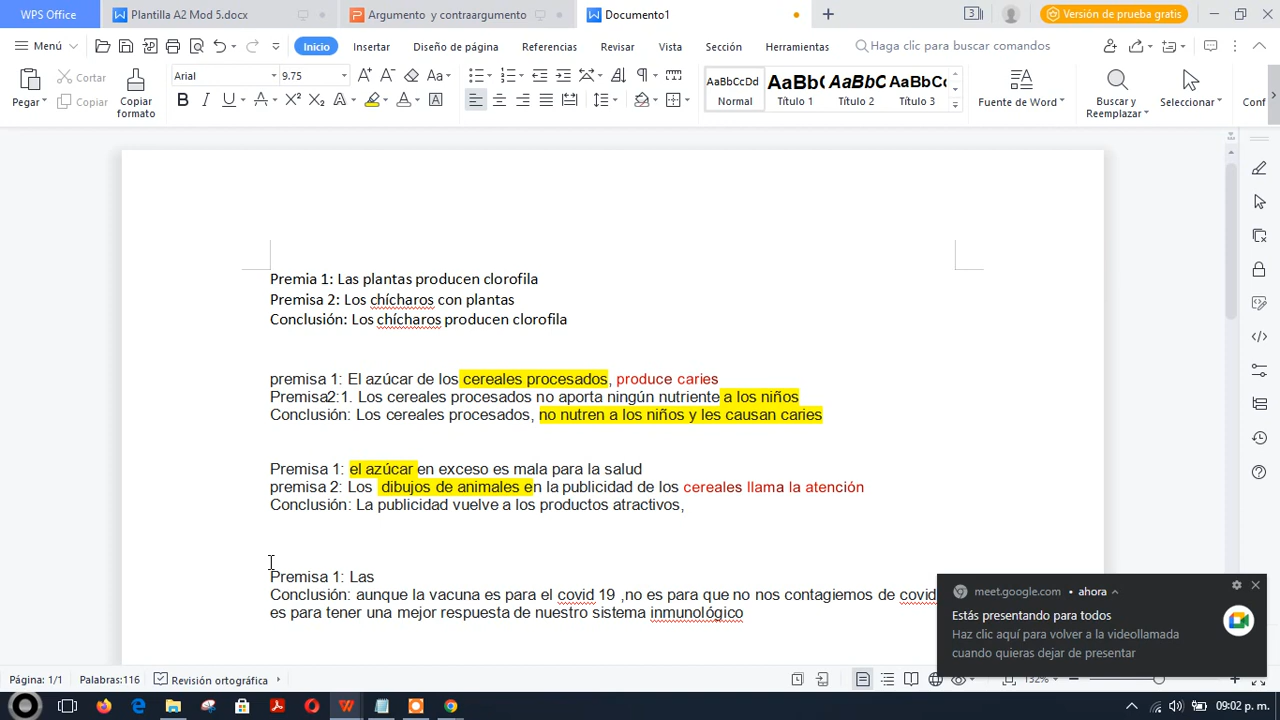 WPS Office
Plantilla A2 Mod 5.docx
Argumento y contraargumento
Documento1
Versión de prueba gratis
Menú
Inicio
Insertar
Diseño de página
Referencias
Revisar
Vista
Sección
Herramientas
Haga clic para buscar comandos
Pegar
Cortar
Copiar
Copiar formato
Arial
9.75
AaBbCcDd
Normal
AaBb(
Título 1
AaBbC
Título 2
AaBbCc
Título 3
Fuente de Word
Buscar y Reemplazar
Seleccionar
Conf
Premia 1: Las plantas producen clorofila
Premisa 2: Los chícharos con plantas
Conclusión: Los chícharos producen clorofila
premisa 1: El azúcar de los cereales procesados, produce caries
Premisa2:1. Los cereales procesados no aporta ningún nutriente a los niños
Conclusión: Los cereales procesados, no nutren a los niños y les causan caries
Premisa 1: el azúcar en exceso es mala para la salud
premisa 2: Los dibujos de animales en la publicidad de los cereales llama la atención
Conclusión: La publicidad vuelve a los productos atractivos,
Premisa 1: Las
Conclusión: aunque la vacuna es para el covid 19 ,no es para que no nos contagiemos de covid
es para tener una mejor respuesta de nuestro sistema inmunológico
meet.google.com • ahora
Estás presentando para todos
Haz clic aquí para volver a la videollamada
cuando quieras dejar de presentar
Página: 1/1
Palabras:116
Revisión ortográfica
132%
09:02 p. m.